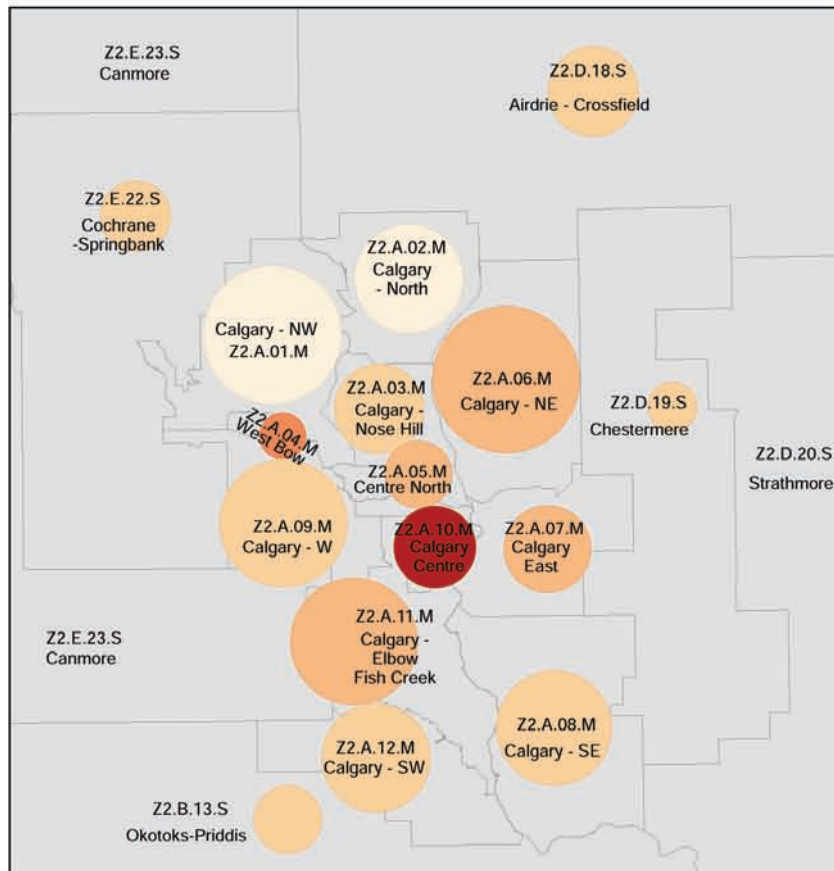 Z2.E.23.S
Canmore
Z2.D.18.S
Airdrie - Crossfield
Z2.E.22.S
Cochrane
-Springbank
Z2.A.02.M
Calgary
- North
Calgary - NW
Z2.A.01.M
Z2.A.03.M
Calgary -
Nose Hill
Z2.A.06.M
Calgary - NE
Z2.D.19.S
Chestermere
Z2.A.04.M
West Bow
Z2.A.05.M
Centre North
Z2.D.20.S
Strathmore
Z2.A.09.M
Calgary - W
Z2.A.10.M
Calgary
Centre
Z2.A.07.M
Calgary
East
Z2.E.23.S
Canmore
Z2.A.11.M
Calgary -
Elbow
Fish Creek
Z2.A.08.M
Calgary - SE
Z2.A.12.M
Calgary - SW
Z2.B.13.S
Okotoks-Priddis